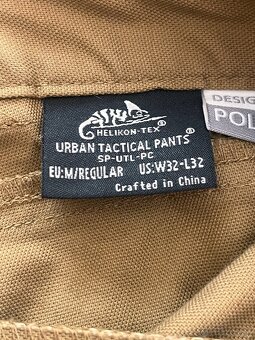 HELIKON-TEX®
URBAN TACTICAL PANTS®
SP-UTL-PC
EU:M/REGULAR US:W32-L32
Crafted in China
DESIG
POL